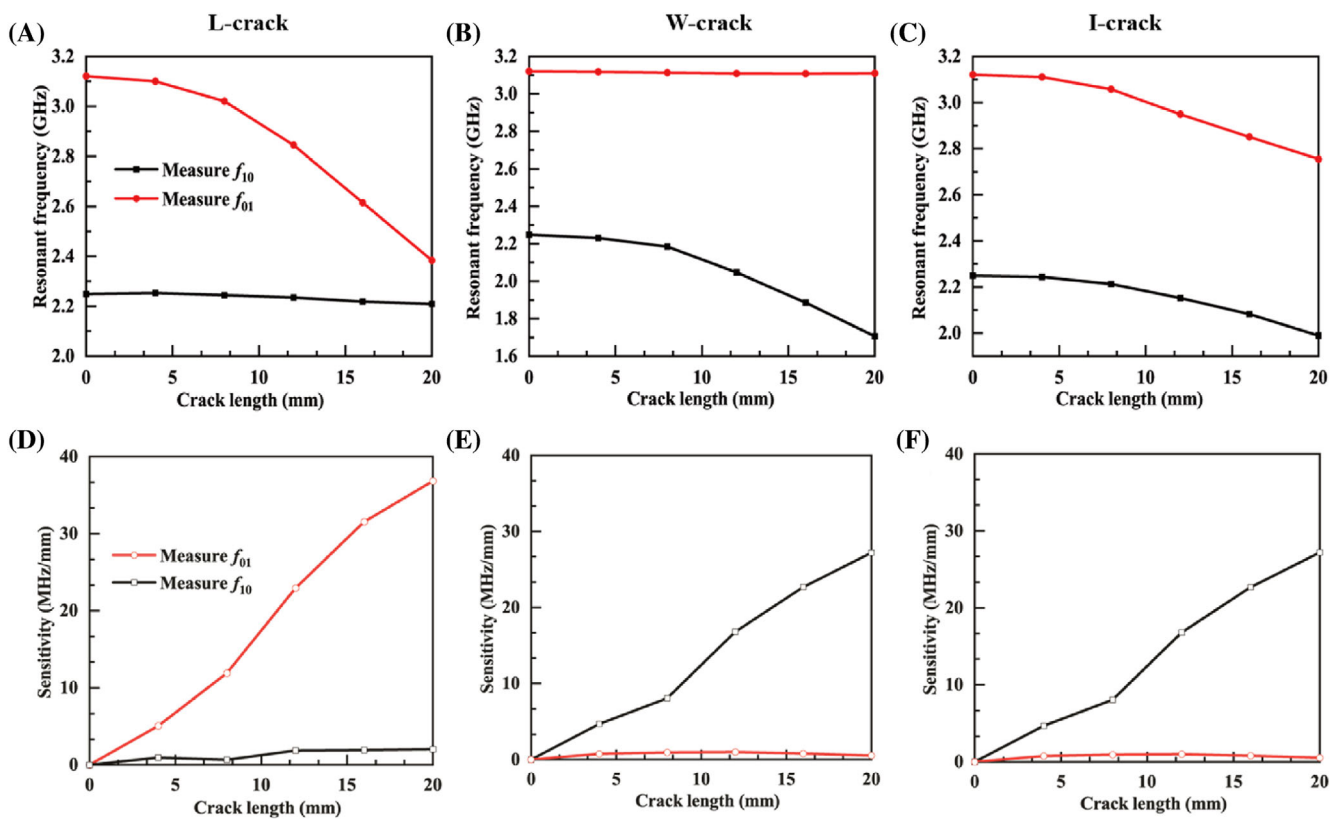 (A) L-crack
3.2
3.0
2.8
2.6
2.4
2.2
2.0
Resonant frequency (GHz)
Measure f10
Measure f01
0 5 10 15 20
Crack length (mm)
(B) W-crack
3.2
3.0
2.8
2.6
2.4
2.2
2.0
1.8
1.6
Resonant frequency (GHz)
0 5 10 15 20
Crack length (mm)
(C) I-crack
3.2
3.0
2.8
2.6
2.4
2.2
2.0
Resonant frequency (GHz)
0 5 10 15 20
Crack length (mm)
(D)
40
30
20
10
0
Sensitivity (MHz/mm)
Measure f01
Measure f10
0 5 10 15 20
Crack length (mm)
(E)
40
30
20
10
0
Sensitivity (MHz/mm)
0 5 10 15 20
Crack length (mm)
(F)
40
30
20
10
0
Sensitivity (MHz/mm)
0 5 10 15 20
Crack length (mm)